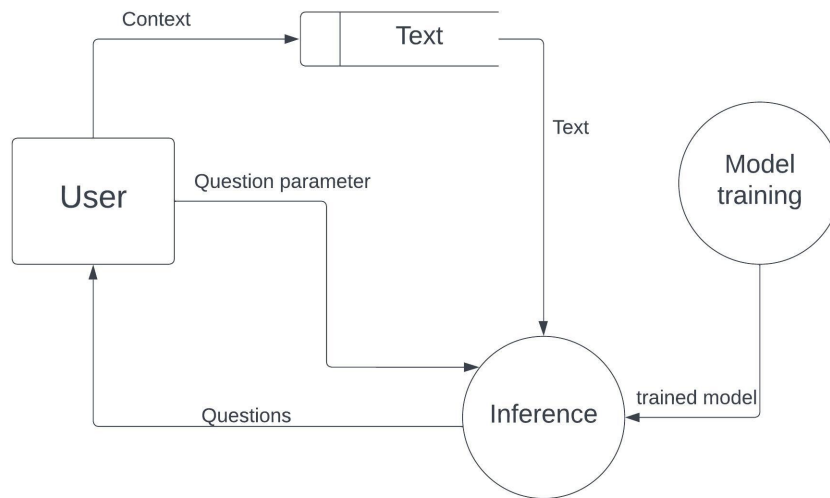 Context
Text
Text
User
Question parameter
Model
training
trained model
Inference
Questions